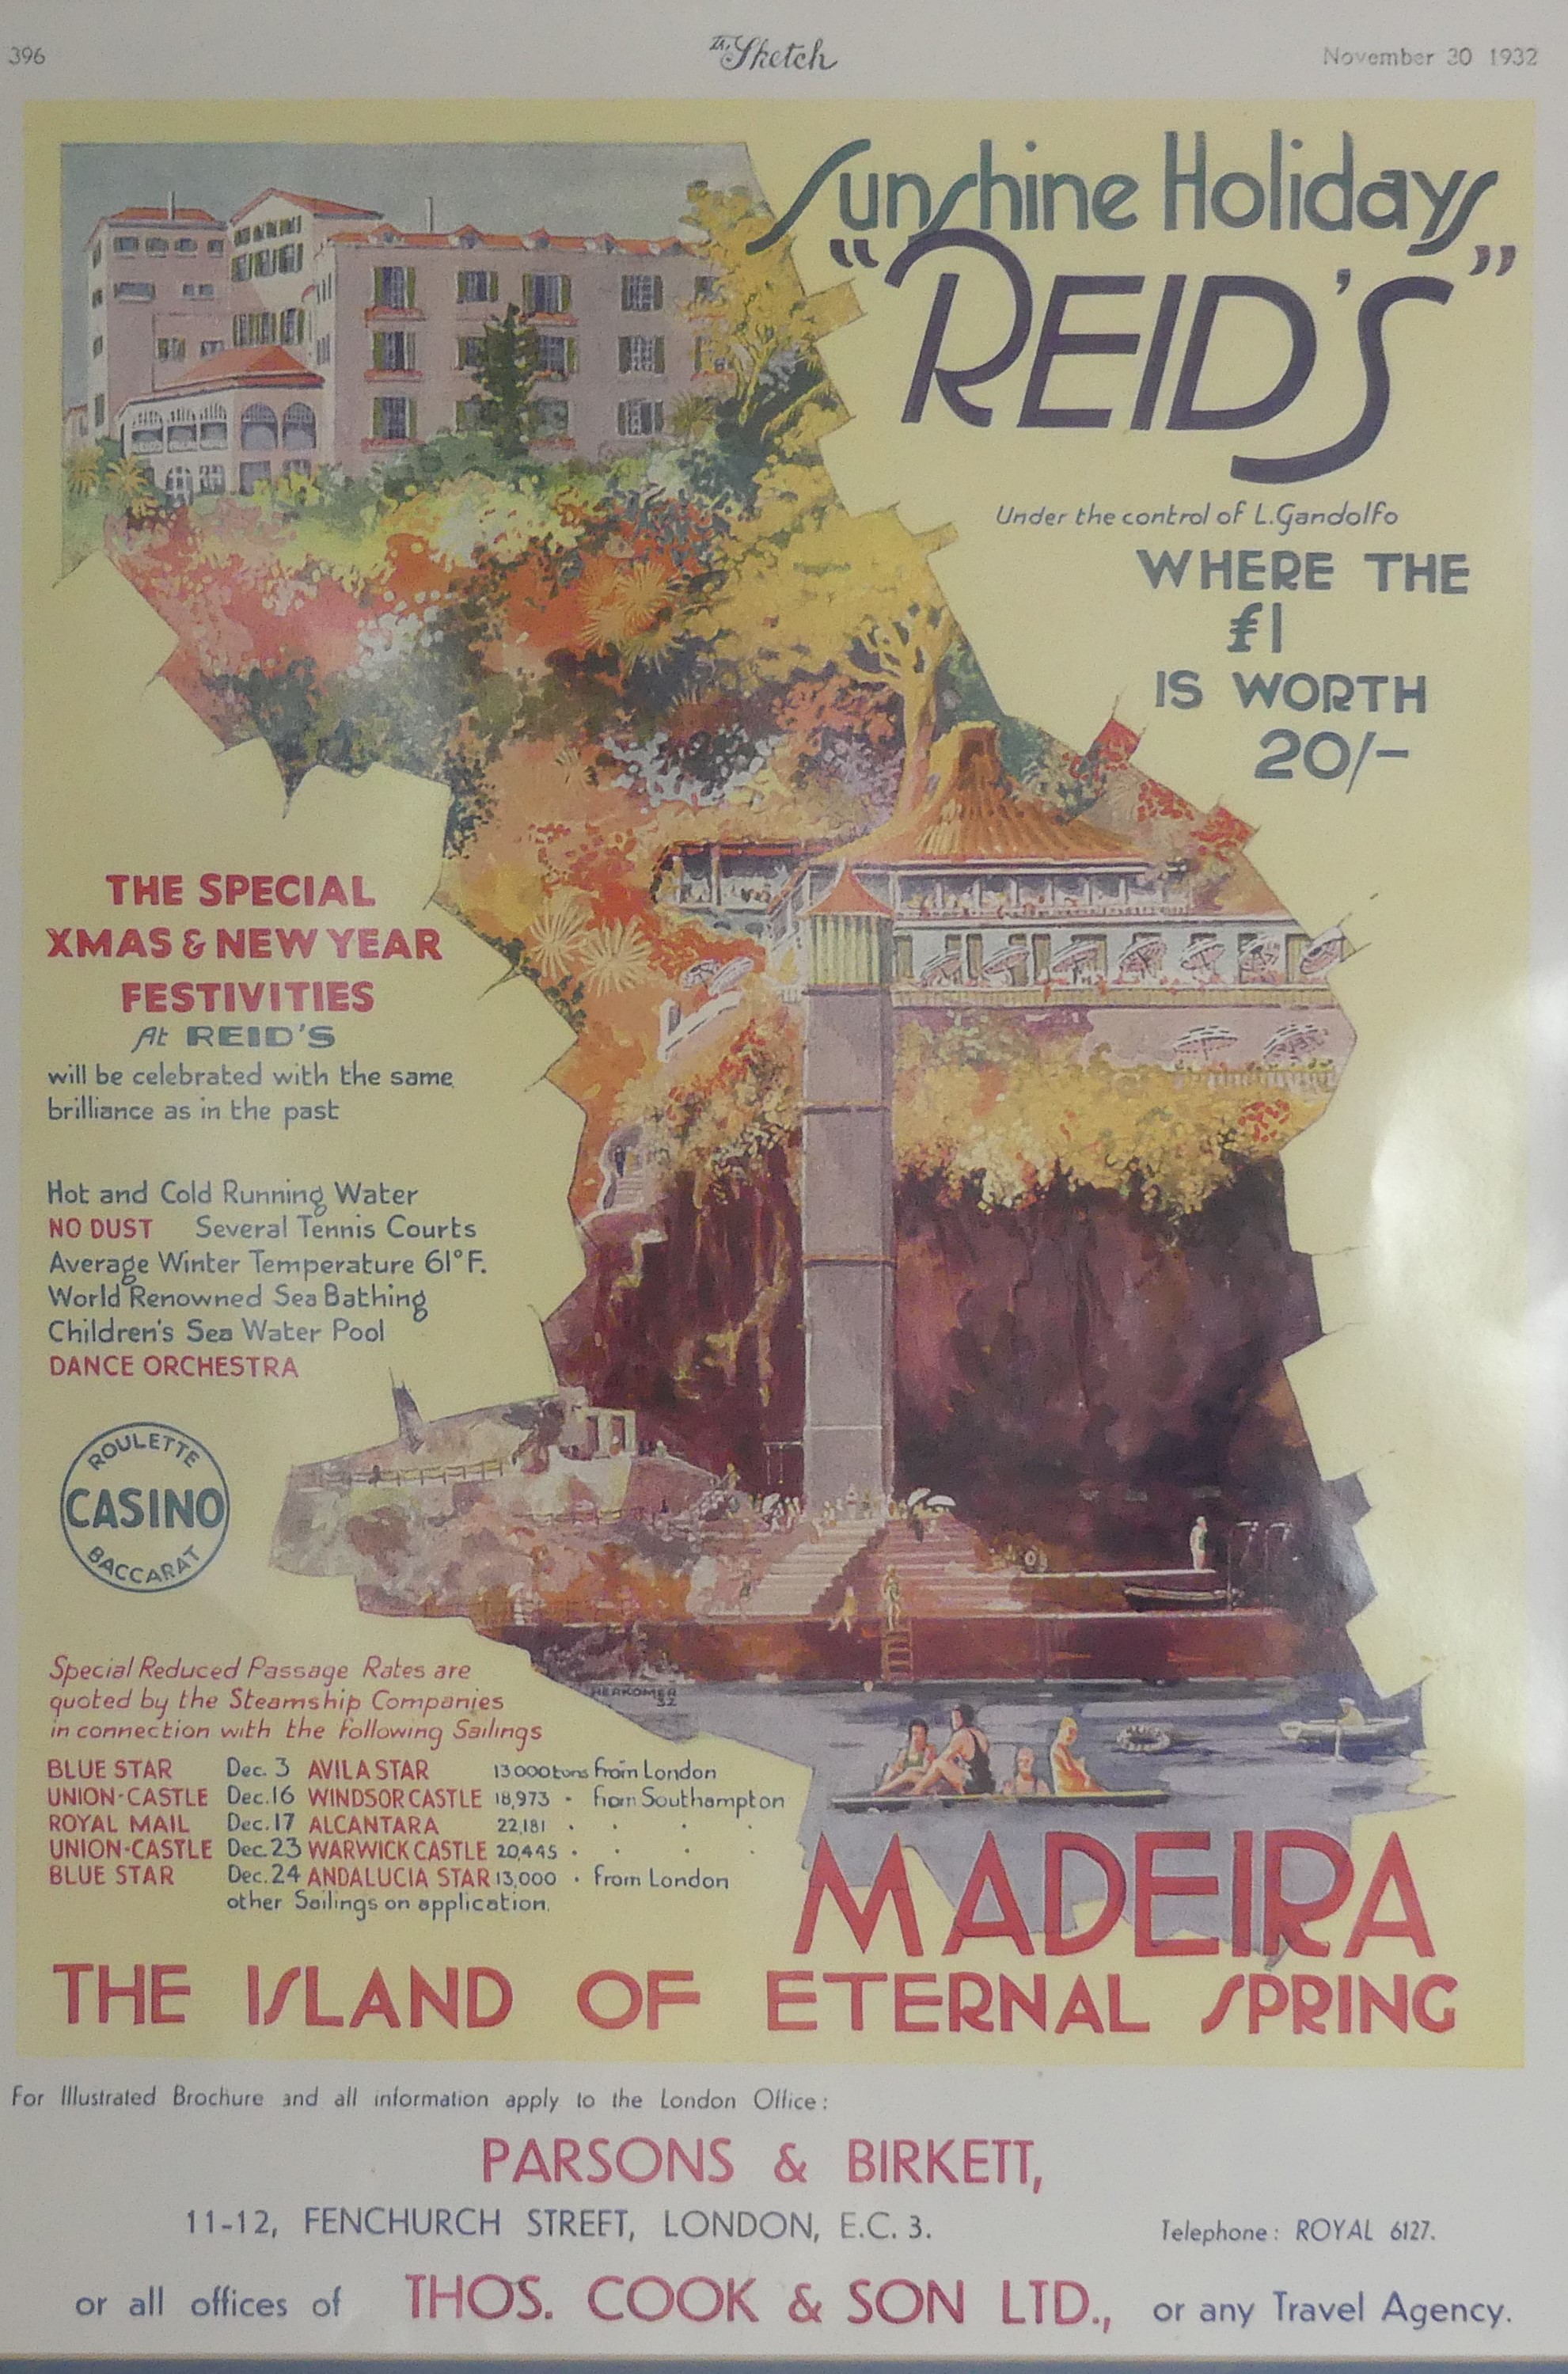 396 The Sketch November 30 1932
Sunshine Holidays
"REID'S"
Under the control of L. Gandolfo
WHERE THE
£1
IS WORTH
20/-
THE SPECIAL
XMAS & NEW YEAR
FESTIVITIES
At REID'S
will be celebrated with the same
brilliance as in the past
Hot and Cold Running Water
NO DUST Several Tennis Courts
Average Winter Temperature 61°F.
World Renowned Sea Bathing
Children's Sea Water Pool
DANCE ORCHESTRA
ROULETTE
CASINO
BACCARAT
Special Reduced Passage Rates are
quoted by the Steamship Companies
in connection with the following Sailings
BLUE STAR Dec. 3 AVILA STAR 13,000 tons from London
UNION-CASTLE Dec. 16 WINDSOR CASTLE 18,973 · from Southampton
ROYAL MAIL Dec. 17 ALCANTARA 22,181 · · · ·
UNION-CASTLE Dec. 23 WARWICK CASTLE 20,445 · · · ·
BLUE STAR Dec. 24 ANDALUCIA STAR 13,000 · from London
other Sailings on application.
HERKOMER
32
MADEIRA
THE ISLAND OF ETERNAL SPRING
For Illustrated Brochure and all information apply to the London Office:
PARSONS & BIRKETT,
11-12, FENCHURCH STREET, LONDON, E.C. 3. Telephone: ROYAL 6127.
or all offices of THOS. COOK & SON LTD., or any Travel Agency.